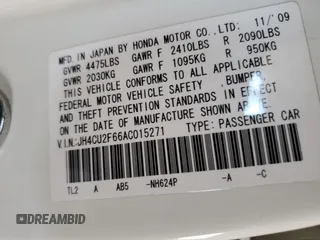 MFD. IN JAPAN BY HONDA MOTOR CO., LTD: 11/'09
GVWR 4475LBS GAWR F 2410LBS R 2090LBS
GVWR 2030KG GAWR F 1095KG R 950KG
THIS VEHICLE CONFORMS TO ALL APPLICABLE
FEDERAL MOTOR VEHICLE SAFETY, BUMPER,
AND THEFT PREVENTION STANDARDS IN EFFECT
ON THE DATE OF MANUFACTURE SHOWN ABOVE.
V.I.N.:JH4CU2F66AC015271 TYPE: PASSENGER CAR
TL2 A AB5 -NH624P -A -C
DREAMBID